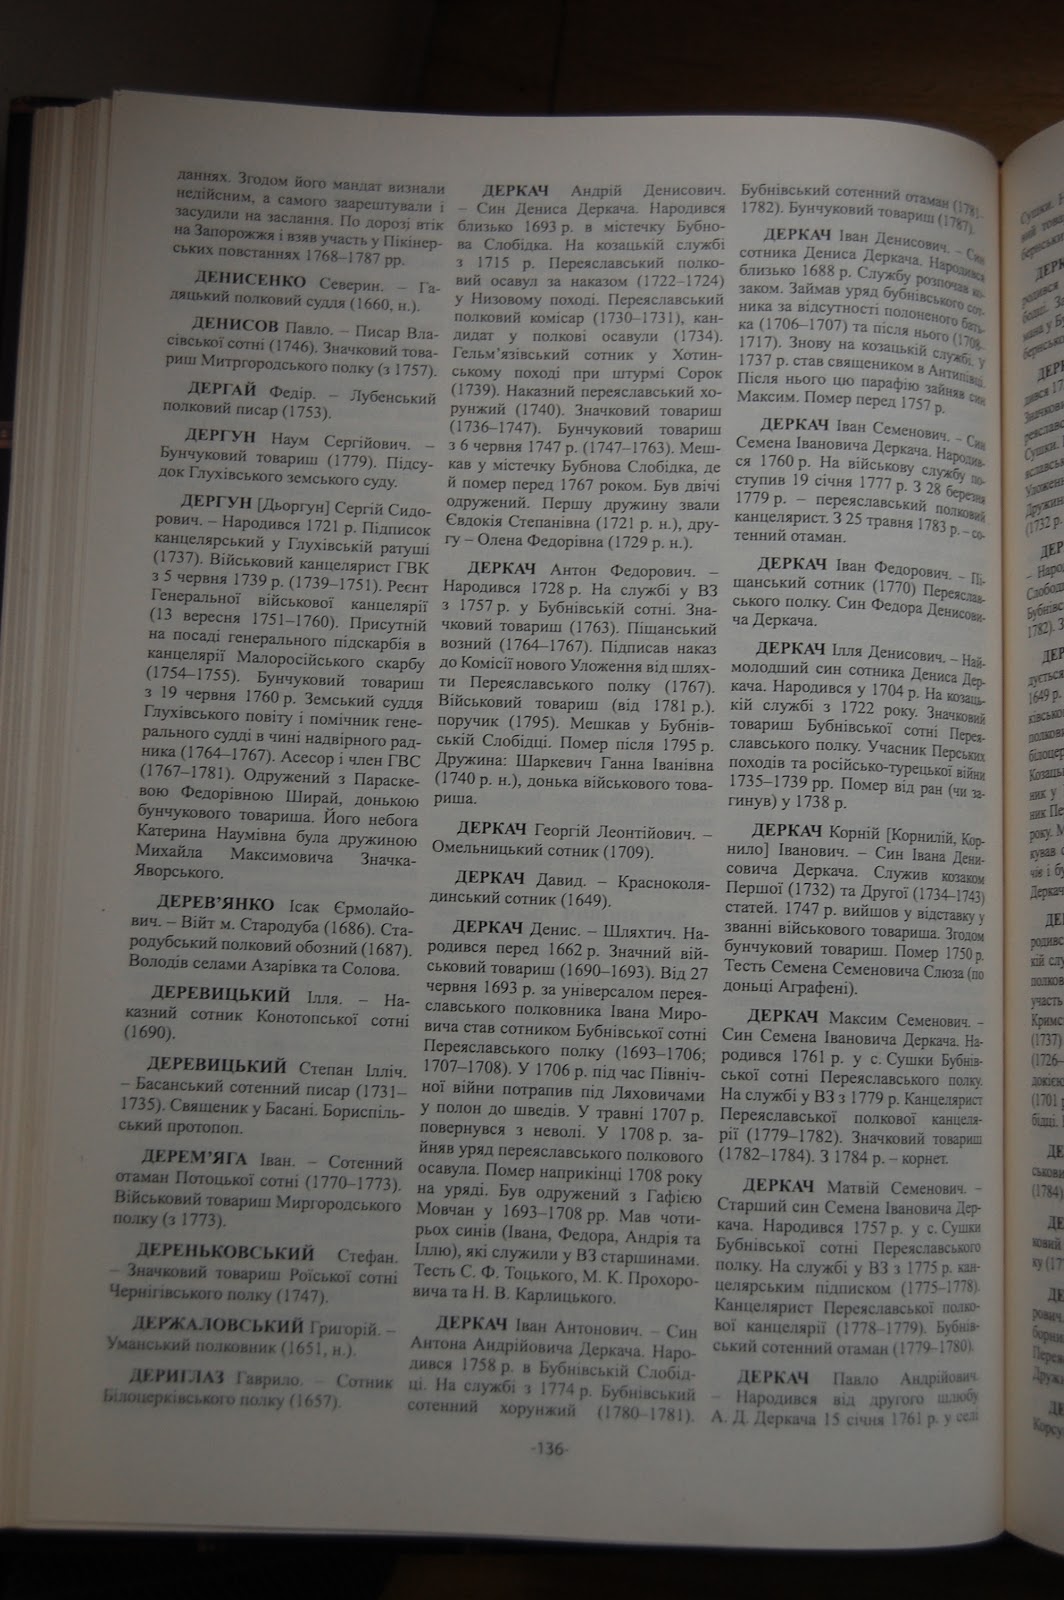 даннях. Згодом його мандат визнали
недійсним, а самого заарештували і
засудили на заслання. По дорозі втік
на Запорожжя і взяв участь у Пікінер-
ських повстаннях 1768–1787 рр.
ДЕНИСЕНКО Северин. – Га-
дяцький полковий суддя (1660, н.).
ДЕНИСОВ Павло. – Писар Вла-
сівської сотні (1746). Значковий това-
риш Митргородського полку (з 1757).
ДЕРГАЙ Федір. – Лубенський
полковий писар (1753).
ДЕРГУН Наум Сергійович. –
Бунчуковий товариш (1779). Підсу-
док Глухівського земського суду.
ДЕРГУН [Дьоргун] Сергій Сидо-
рович. – Народився 1721 р. Підписок
канцелярський у Глухівській ратуші
(1737). Військовий канцелярист ГВК
з 5 червня 1739 р. (1739–1751). Реєнт
Генеральної військової канцелярії
(13 вересня 1751–1760). Присутній
на посаді генерального підскарбія в
канцелярії Малоросійського скарбу
(1754–1755). Бунчуковий товариш
з 19 червня 1760 р. Земський суддя
Глухівського повіту і помічник гене-
рального судді в чині надвірного рад-
ника (1764–1767). Асесор і член ГВС
(1767–1781). Одружений з Параске-
вою Федорівною Ширай, донькою
бунчукового товариша. Його небога
Катерина Наумівна була дружиною
Михайла Максимовича Значка-
Яворського.
ДЕРЕВ’ЯНКО Ісак Єрмолайо-
вич. – Війт м. Стародуба (1686). Ста-
родубський полковий обозний (1687).
Володів селами Азарівка та Солова.
ДЕРЕВИЦЬКИЙ Ілля. – На-
казний сотник Конотопської сотні
(1690).
ДЕРЕВИЦЬКИЙ Степан Ілліч.
– Басанський сотенний писар (1731–
1735). Священик у Басані. Бориспіль-
ський протопоп.
ДЕРЕМ’ЯГА Іван. – Сотенний
отаман Потоцької сотні (1770–1773).
Військовий товариш Миргородського
полку (з 1773).
ДЕРЕНЬКОВСЬКИЙ Стефан.
– Значковий товариш Роїської сотні
Чернігівського полку (1747).
ДЕРЖАЛОВСЬКИЙ Григорій. –
Уманський полковник (1651, н.).
ДЕРИГЛАЗ Гаврило. – Сотник
Білоцерківського полку (1657).
ДЕРКАЧ Андрій Денисович.
– Син Дениса Деркача. Народився
близько 1693 р. в містечку Бубно-
ва Слобідка. На козацькій службі
з 1715 р. Переяславський полко-
вий осавул за наказом (1722–1724)
у Низовому поході. Переяславський
полковий комісар (1730–1731), кан-
дидат у полкові осавули (1734).
Гельм’язівський сотник у Хотин-
ському поході при штурмі Сорок
(1739). Наказний переяславський хо-
рунжий (1740). Значковий товариш
(1736–1747). Бунчуковий товариш
з 6 червня 1747 р. (1747–1763). Меш-
кав у містечку Бубнова Слобідка, де
й помер перед 1767 роком. Був двічі
одружений. Першу дружину звали
Євдокія Степанівна (1721 р. н.), дру-
гу – Олена Федорівна (1729 р. н.).
ДЕРКАЧ Антон Федорович. –
Народився 1728 р. На службі у ВЗ
з 1757 р. у Бубнівській сотні. Зна-
чковий товариш (1763). Піщанський
возний (1764–1767). Підписав наказ
до Комісії нового Уложення від шлях-
ти Переяславського полку (1767).
Військовий товариш (від 1781 р.).
поручик (1795). Мешкав у Бубнів-
ській Слобідці. Помер після 1795 р.
Дружина: Шаркевич Ганна Іванівна
(1740 р. н.), донька військового това-
риша.
ДЕРКАЧ Георгій Леонтійович. –
Омельницький сотник (1709).
ДЕРКАЧ Давид. – Красноколя-
динський сотник (1649).
ДЕРКАЧ Денис. – Шляхтич. На-
родився перед 1662 р. Значний вій-
ськовий товариш (1690–1693). Від 27
червня 1693 р. за універсалом перея-
славського полковника Івана Миро-
вича став сотником Бубнівської сотні
Переяславського полку (1693–1706;
1707–1708). У 1706 р. під час Північ-
ної війни потрапив під Ляховичами
у полон до шведів. У травні 1707 р.
повернувся з неволі. У 1708 р. за-
йняв уряд переяславського полкового
осавула. Помер наприкінці 1708 року
на уряді. Був одружений з Гафією
Мовчан у 1693–1708 рр. Мав чоти-
рьох синів (Івана, Федора, Андрія та
Іллю), які служили у ВЗ старшинами.
Тесть С. Ф. Тоцького, М. К. Прохоро-
вича та Н. В. Карлицького.
ДЕРКАЧ Іван Антонович. – Син
Антона Андрійовича Деркача. Наро-
дився 1758 р. в Бубнівській Слобід-
ці. На службі з 1774 р. Бубнівський
сотенний хорунжий (1780–1781).
Бубнівський сотенний отаман (1781-
1782). Бунчуковий товариш (1787).
ДЕРКАЧ Іван Денисович. – Син
сотника Дениса Деркача. Народився
близько 1688 р. Службу розпочав ко-
заком. Займав уряд бубнівського сот-
ника за відсутності полоненого бать-
ка (1706–1707) та після нього (1708–
1717). Знову на козацькій службі. У
1737 р. став священиком в Антипівці.
Після нього цю парафію зайняв син
Максим. Помер перед 1757 р.
ДЕРКАЧ Іван Семенович. – Син
Семена Івановича Деркача. Народив-
ся 1760 р. На військову службу по-
ступив 19 січня 1777 р. З 28 березня
1779 р. – переяславський полковий
канцелярист. З 25 травня 1783 р. – со-
тенний отаман.
ДЕРКАЧ Іван Федорович. – Пі-
щанський сотник (1770) Переяслав-
ського полку. Син Федора Денисови-
ча Деркача.
ДЕРКАЧ Ілля Денисович. – Най-
молодший син сотника Дениса Дер-
кача. Народився у 1704 р. На козаць-
кій службі з 1722 року. Значковий
товариш Бубнівської сотні Перея-
славського полку. Учасник Перських
походів та російсько-турецької війни
1735–1739 рр. Помер від ран (чи за-
гинув) у 1738 р.
ДЕРКАЧ Корній [Корнилій, Кор-
нило] Іванович. – Син Івана Дени-
совича Деркача. Служив козаком
Першої (1732) та Другої (1734–1743)
статей. 1747 р. вийшов у відставку у
званні військового товариша. Згодом
бунчуковий товариш. Помер 1750 р.
Тесть Семена Семеновича Слюза (по
доньці Аграфені).
ДЕРКАЧ Максим Семенович. –
Син Семена Івановича Деркача. На-
родився 1761 р. у с. Сушки Бубнів-
ської сотні Переяславського полку.
На службі у ВЗ з 1779 р. Канцелярист
Переяславської полкової канцеля-
рії (1779–1782). Значковий товариш
(1782–1784). З 1784 р. – корнет.
ДЕРКАЧ Матвій Семенович. –
Старший син Семена Івановича Дер-
кача. Народився 1757 р. у с. Сушки
Бубнівської сотні Переяславського
полку. На службі у ВЗ з 1775 р. кан-
целярським підписком (1775–1778).
Канцелярист Переяславської полко-
вої канцелярії (1778–1779). Бубнів-
ський сотенний отаман (1779–1780).
ДЕРКАЧ Павло Андрійович.
– Народився від другого шлюбу
А. Д. Деркача 15 січня 1761 р. у селі
-136-